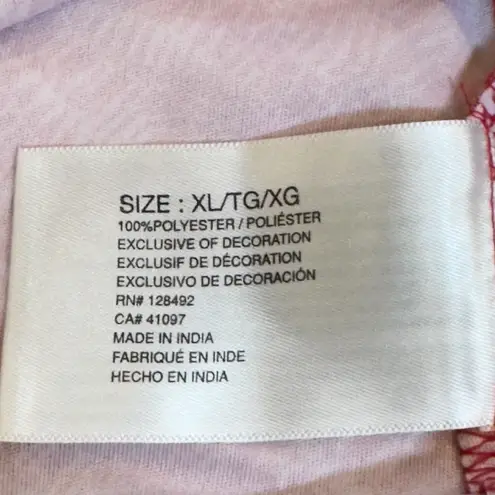 SIZE : XL/TG/XG
100%POLYESTER / POLIÉSTER
EXCLUSIVE OF DECORATION
EXCLUSIF DE DÉCORATION
EXCLUSIVO DE DECORACIÓN
RN# 128492
CA# 41097
MADE IN INDIA
FABRIQUÉ EN INDE
HECHO EN INDIA